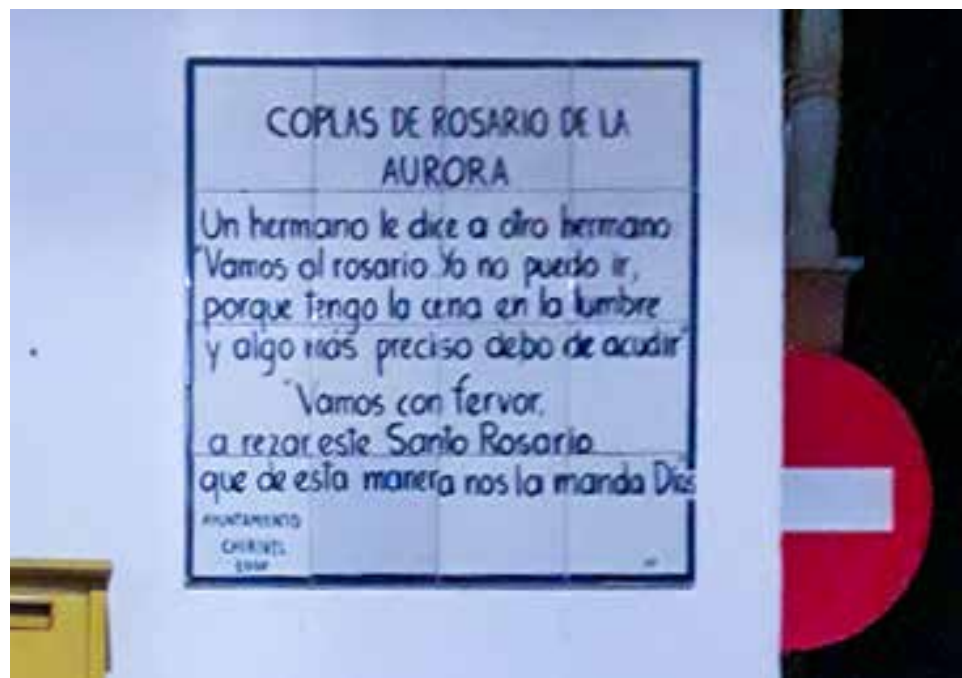 COPLAS DE ROSARIO DE LA
AURORA
Un hermano le dice a otro hermano
"Vamos al rosario Yo no puedo ir,
porque tengo la cena en la lumbre
y algo más preciso debo de acudir"
"Vamos con fervor,
a rezar este Santo Rosario
que de esta manera nos la manda Dios
AYUNTAMIENTO
CHIRIVEL